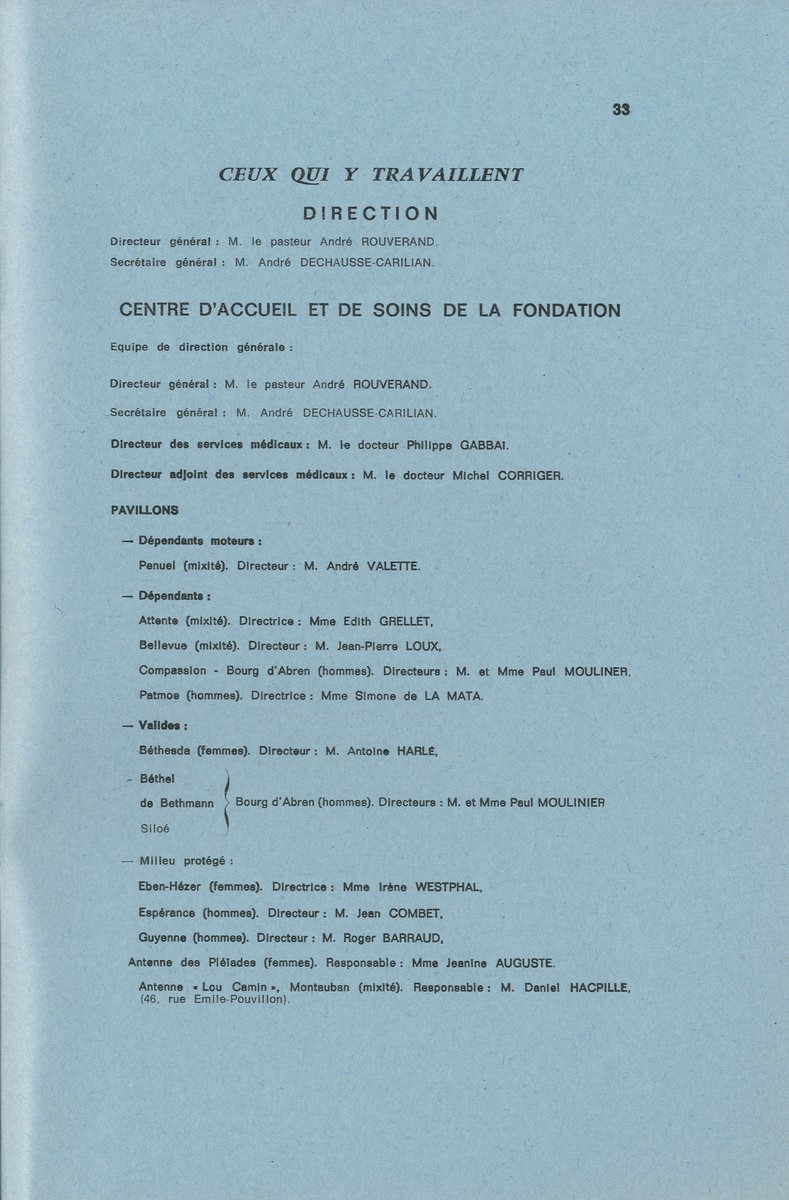 33
CEUX QUI Y TRAVAILLENT
DIRECTION
Directeur général : M. le pasteur André ROUVERAND.
Secrétaire général : M. André DECHAUSSE-CARILIAN.
CENTRE D'ACCUEIL ET DE SOINS DE LA FONDATION
Equipe de direction générale :
Directeur général : M. le pasteur André ROUVERAND.
Secrétaire général : M. André DECHAUSSE-CARILIAN.
Directeur des services médicaux : M. le docteur Philippe GABBAÏ.
Directeur adjoint des services médicaux : M. le docteur Michel CORRIGER.
PAVILLONS
— Dépendants moteurs :
Penuel (mixité). Directeur : M. André VALETTE.
— Dépendants :
Attente (mixité). Directrice : Mme Edith GRELLET,
Bellevue (mixité). Directeur : M. Jean-Pierre LOUX,
Compassion - Bourg d'Abren (hommes). Directeurs : M. et Mme Paul MOULINER,
Patmos (hommes). Directrice : Mme Simone de LA MATA.
— Valides :
Béthesda (femmes). Directeur : M. Antoine HARLÉ,
- Béthel
de Bethmann } Bourg d'Abren (hommes). Directeurs : M. et Mme Paul MOULINIER
Siloé
— Milieu protégé :
Eben-Hézer (femmes). Directrice : Mme Irène WESTPHAL,
Espérance (hommes). Directeur : M. Jean COMBET,
Guyenne (hommes). Directeur : M. Roger BARRAUD,
Antenne des Pléïades (femmes). Responsable : Mme Jeanine AUGUSTE.
Antenne « Lou Camin », Montauban (mixité). Responsable : M. Daniel HACPILLE,
(46, rue Emile-Pouvillon).